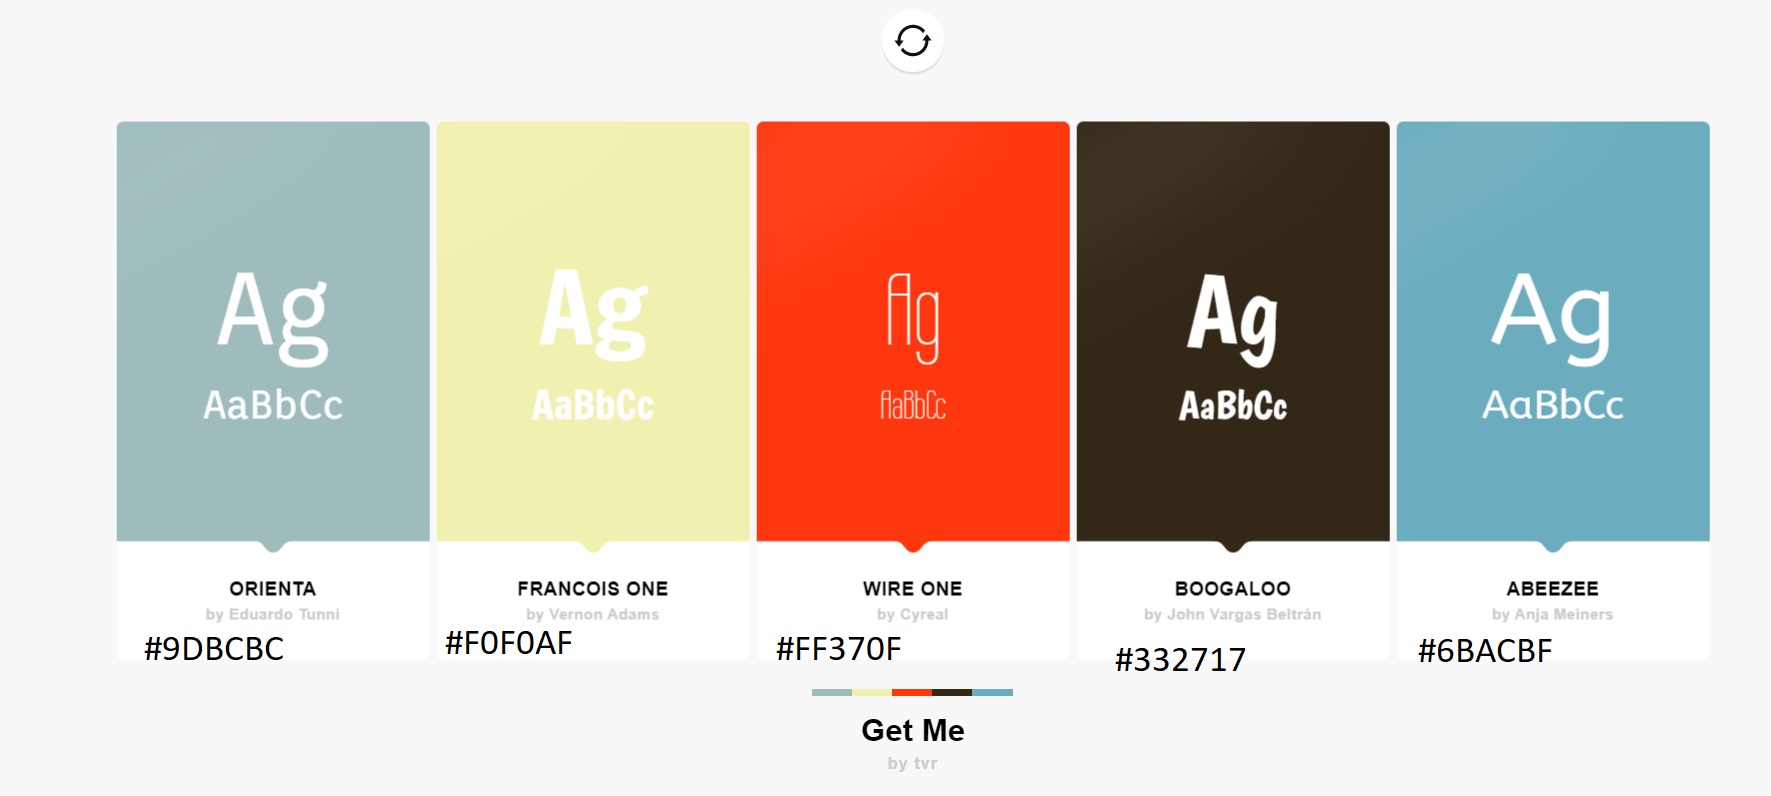 Ag
AaBbCc
ORIENTA
by Eduardo Tunni
#9DBCBC
Ag
AaBbCc
FRANCOIS ONE
by Vernon Adams
#F0F0AF
Ag
AaBbCc
WIRE ONE
by Cyreal
#FF370F
Ag
AaBbCc
BOOGALOO
by John Vargas Beltrán
#332717
Ag
AaBbCc
ABEEZEE
by Anja Meiners
#6BACBF
Get Me
by tvr